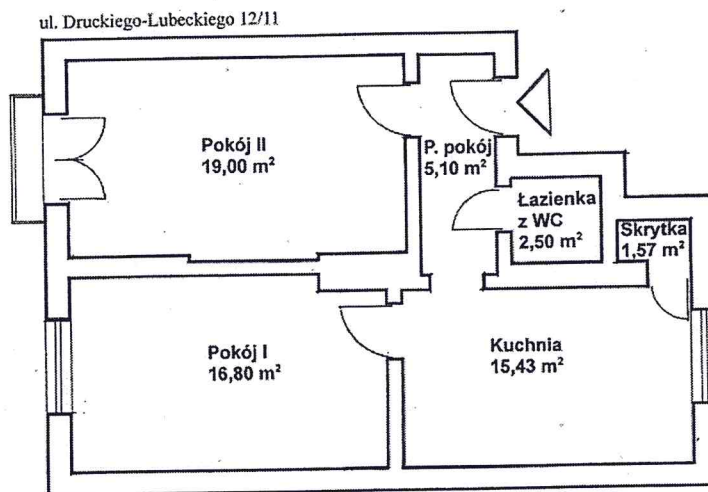 ul. Druckiego-Lubeckiego 12/11
Pokój II
19,00 m²
P. pokój
5,10 m²
Łazienka
z WC
2,50 m²
Skrytka
1,57 m²
Pokój I
16,80 m²
Kuchnia
15,43 m²